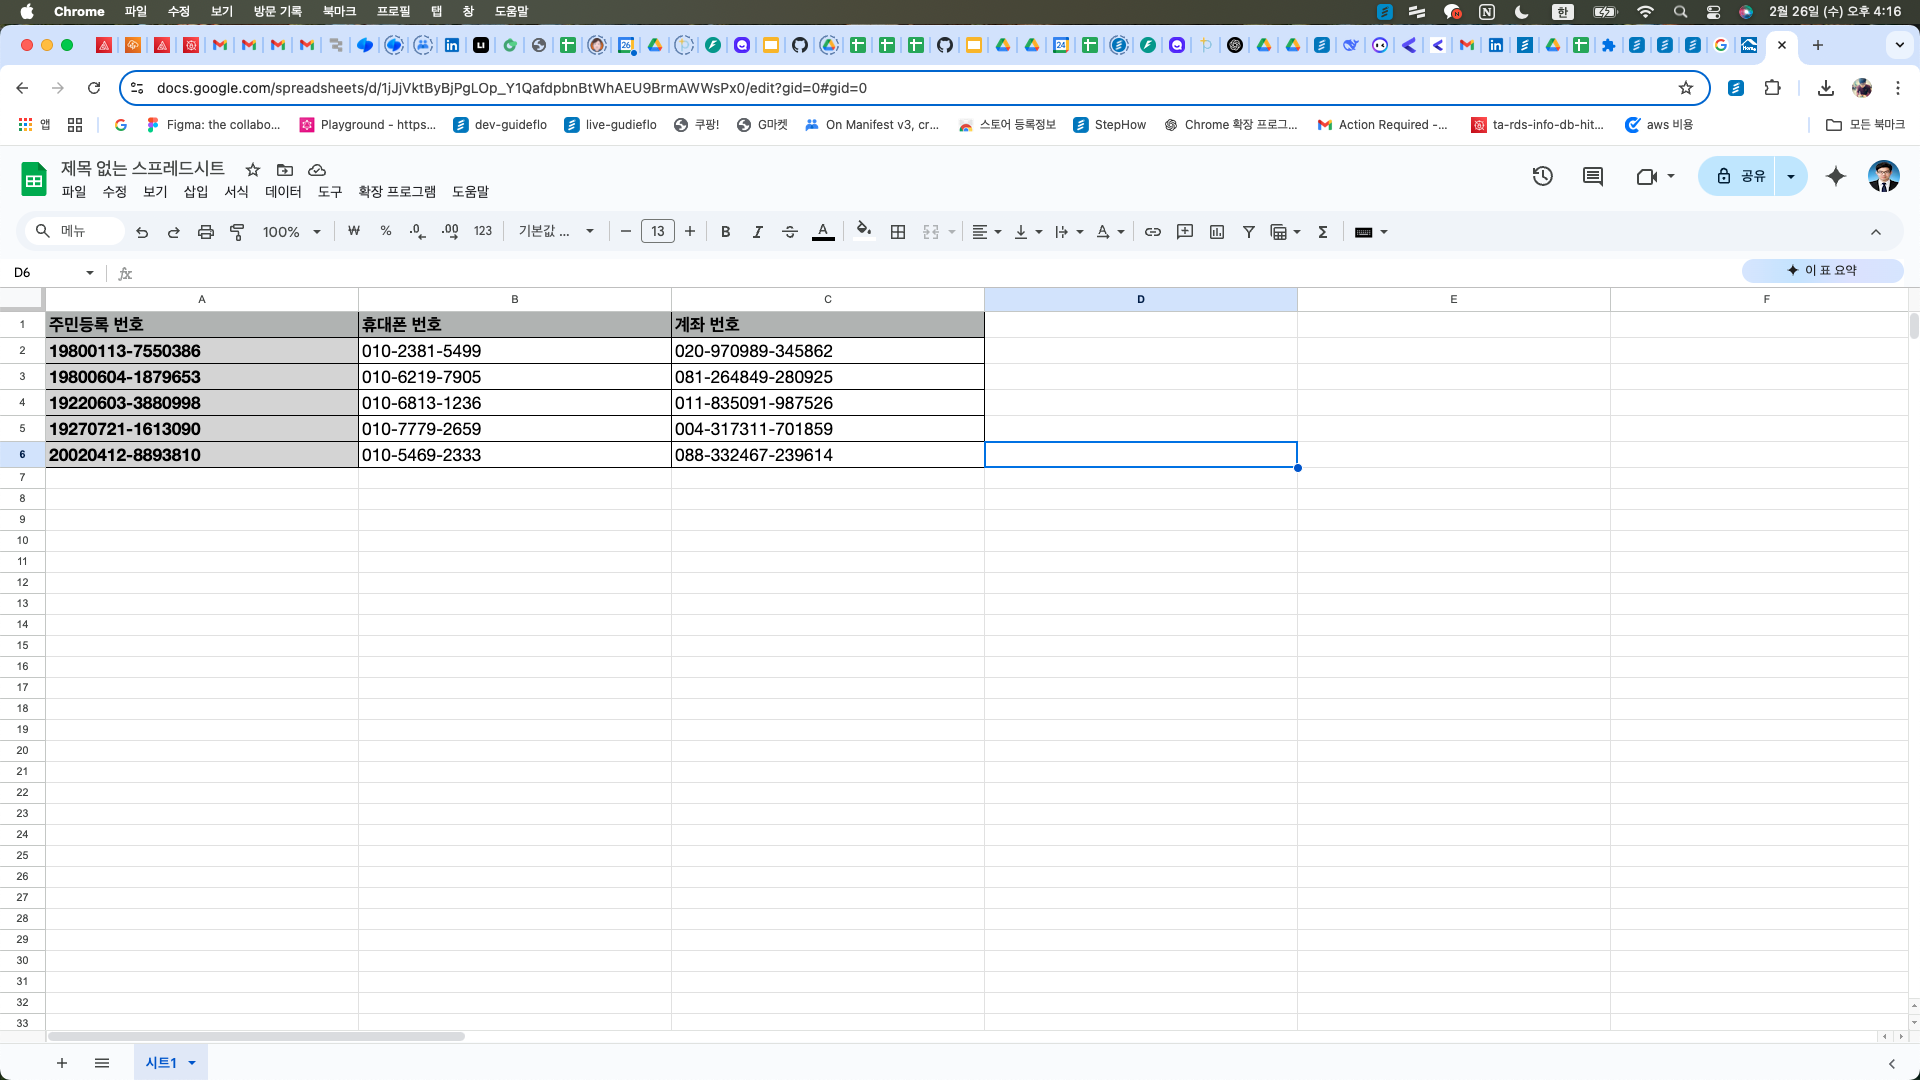 Chrome 파일 수정 보기 방문 기록 북마크 프로필 탭 창 도움말 한 2월 26일 (수) 오후 4:16
docs.google.com/spreadsheets/d/1jJjVktByBjPgLOp_Y1QafdpbnBtWhAEU9BrmAWWsPx0/edit?gid=0#gid=0
앱 Figma: the collabo... Playground - https... dev-guideflo live-gudieflo 쿠팡! G마켓 On Manifest v3, cr... 스토어 등록정보 StepHow Chrome 확장 프로그... Action Required -... ta-rds-info-db-hit... aws 비용 모든 북마크
제목 없는 스프레드시트
파일 수정 보기 삽입 서식 데이터 도구 확장 프로그램 도움말
공유
메뉴 100% ₩ % .0 .00 123 기본값 ... 13 B I A
D6 fx 이 표 요약
A B C D E F
1 주민등록 번호 휴대폰 번호 계좌 번호
2 19800113-7550386 010-2381-5499 020-970989-345862
3 19800604-1879653 010-6219-7905 081-264849-280925
4 19220603-3880998 010-6813-1236 011-835091-987526
5 19270721-1613090 010-7779-2659 004-317311-701859
6 20020412-8893810 010-5469-2333 088-332467-239614
7
8
9
10
11
12
13
14
15
16
17
18
19
20
21
22
23
24
25
26
27
28
29
30
31
32
33
시트1